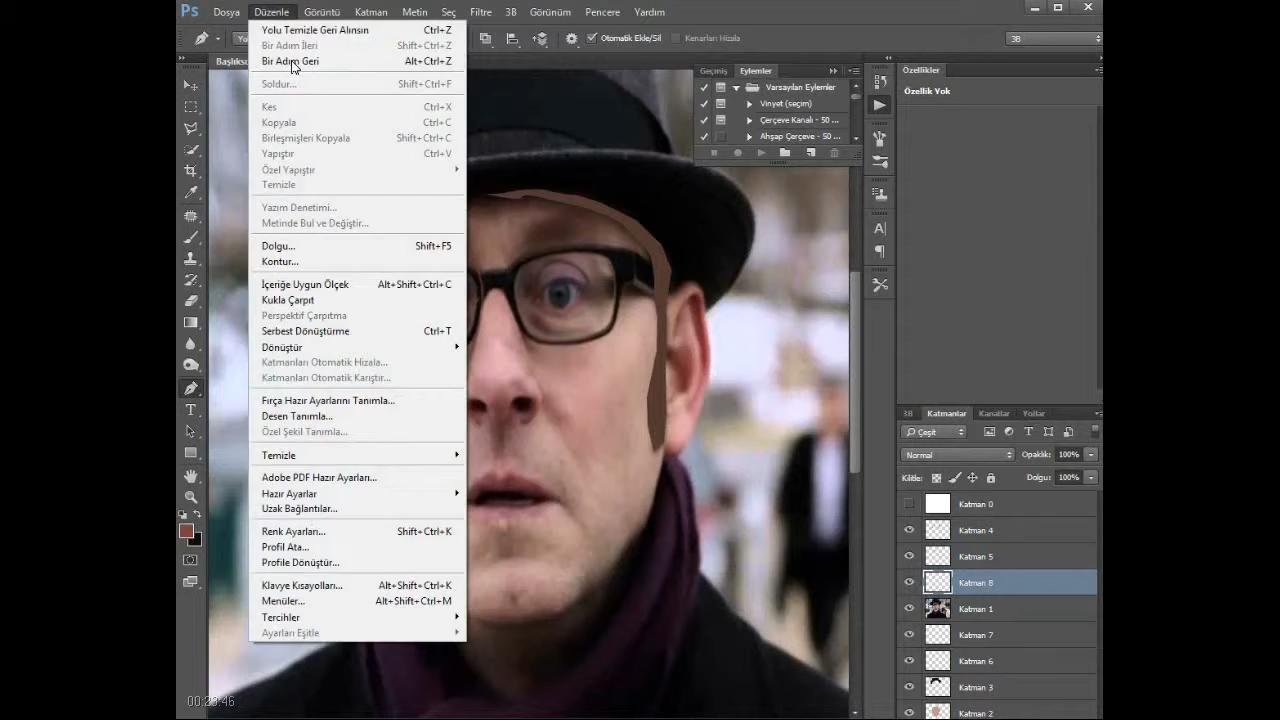 Ps Dosya Düzenle Görüntü Katman Metin Seç Filtre 3B Görünüm Pencere Yardım
Otomatik Ekle/Sil Kenarları Hizala 3B
Yolu Temizle Geri Alınsın Ctrl+Z
Bir Adım İleri Shift+Ctrl+Z
Bir Adım Geri Alt+Ctrl+Z
Soldur... Shift+Ctrl+F
Kes Ctrl+X
Kopyala Ctrl+C
Birleşmişleri Kopyala Shift+Ctrl+C
Yapıştır Ctrl+V
Özel Yapıştır
Temizle
Yazım Denetimi...
Metinde Bul ve Değiştir...
Dolgu... Shift+F5
Kontur...
İçeriğe Uygun Ölçek Alt+Shift+Ctrl+C
Kukla Çarpıt
Perspektif Çarpıtma
Serbest Dönüştürme Ctrl+T
Dönüştür
Katmanları Otomatik Hizala...
Katmanları Otomatik Karıştır...
Fırça Hazır Ayarlarını Tanımla...
Desen Tanımla...
Özel Şekil Tanımla...
Temizle
Adobe PDF Hazır Ayarları...
Hazır Ayarlar
Uzak Bağlantılar...
Renk Ayarları... Shift+Ctrl+K
Profil Ata...
Profile Dönüştür...
Klavye Kısayolları... Alt+Shift+Ctrl+K
Menüler... Alt+Shift+Ctrl+M
Tercihler
Ayarları Eşitle
Geçmiş Eylemler
Varsayılan Eylemler
Vinyet (seçim)
Çerçeve Kanalı - 50 ...
Ahşap Çerçeve - 50 ...
Özellikler
Özellik Yok
3B Katmanlar Kanallar Yollar
Çeşit
Normal Opaklık: 100%
Kilitle: Dolgu: 100%
Katman 0
Katman 4
Katman 5
Katman 8
Katman 1
Katman 7
Katman 6
Katman 3
Katman 2